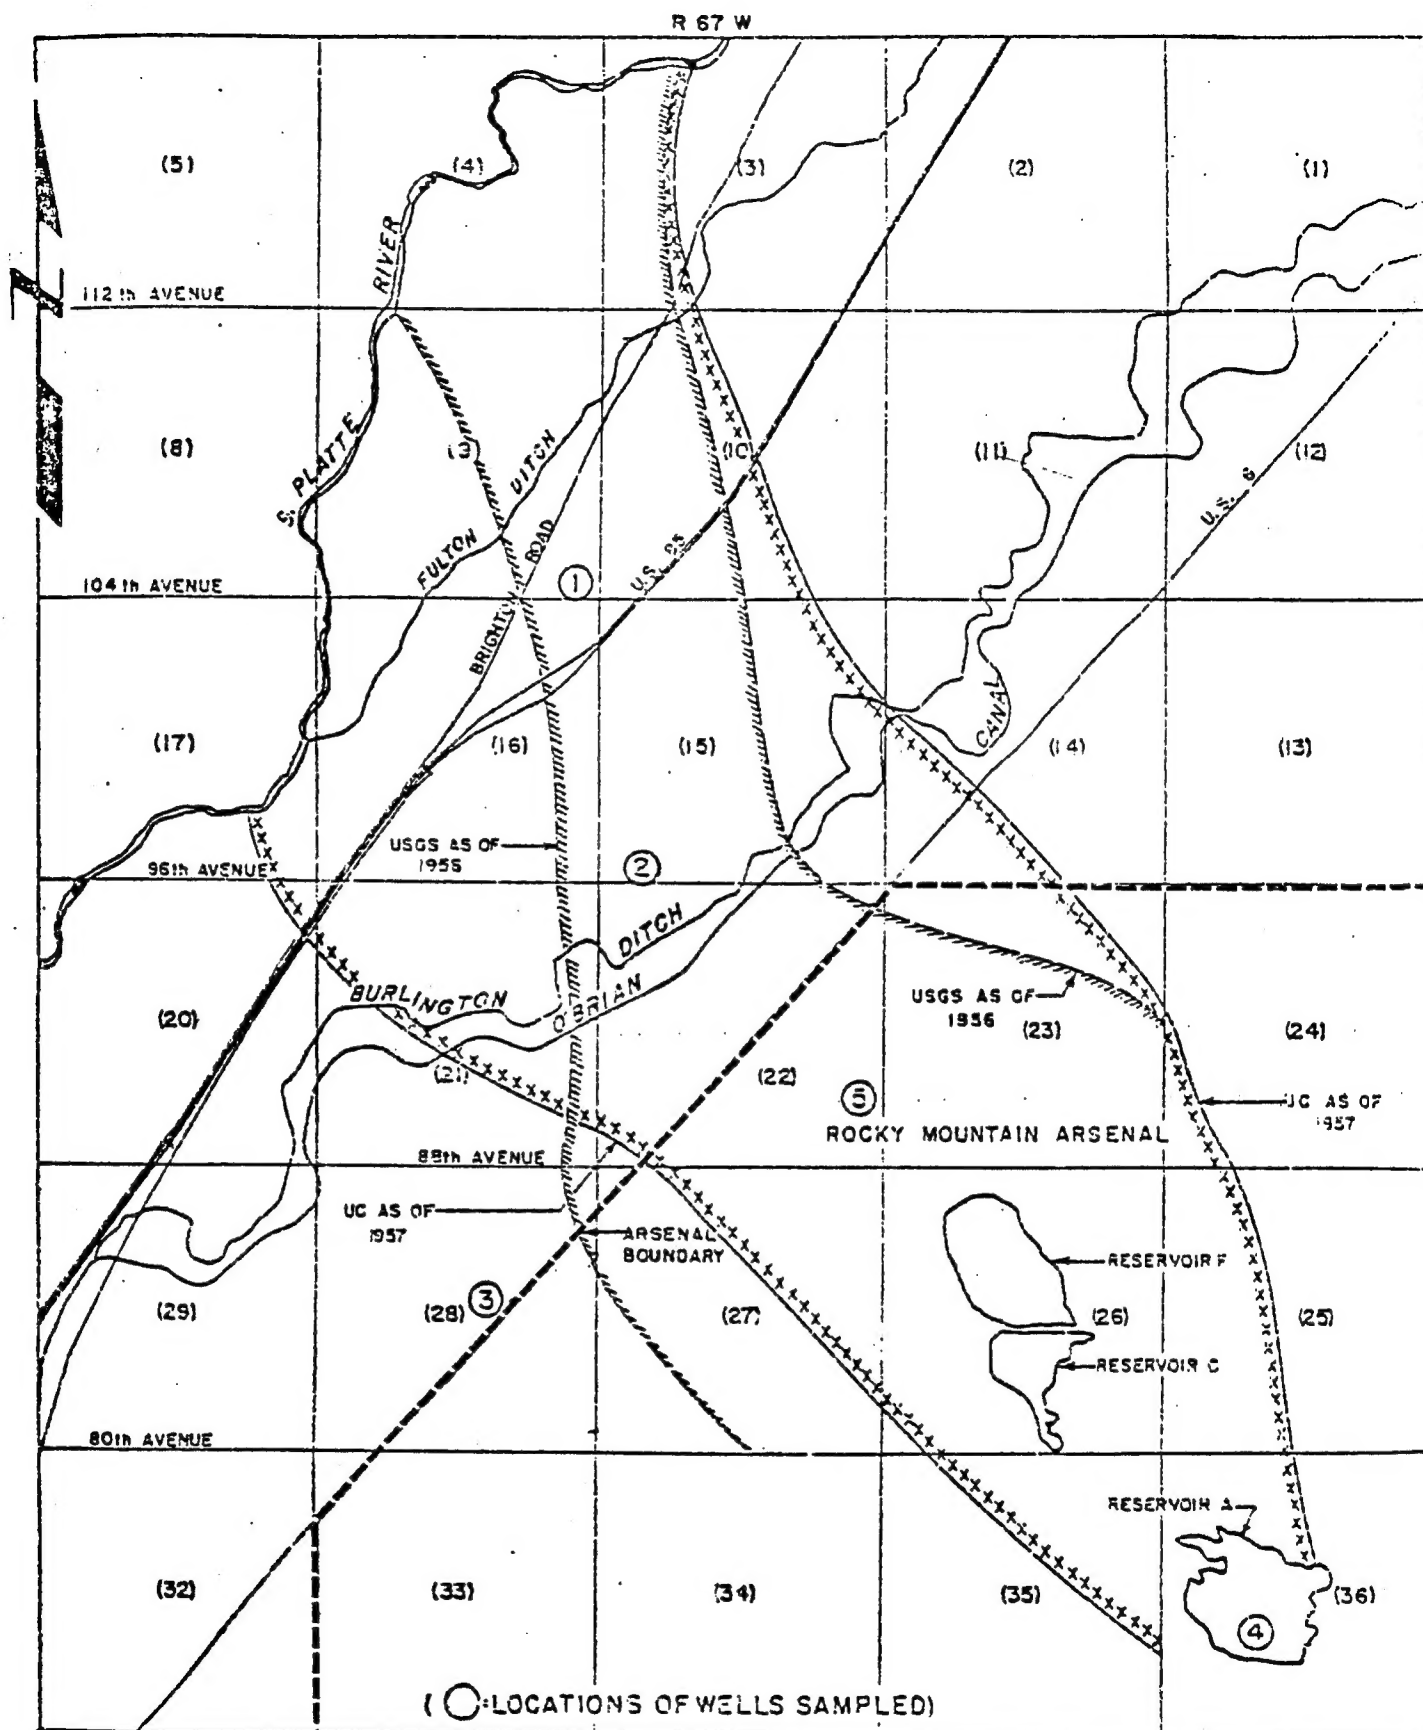 R 67 W
(5)
(4)
(3)
(2)
(1)
RIVER
112th AVENUE
(8)
S. PLATTE
(9)
DITCH
(10)
(11)
(12)
FULTON
BRIGHTON ROAD
U.S. 85
U.S. 6
104th AVENUE
①
(17)
(16)
(15)
CANAL
(14)
(13)
USGS AS OF
1955
96th AVENUE
②
DITCH
BURLINGTON
O'BRIAN
USGS AS OF
1956
(20)
(21)
(22)
(23)
(24)
⑤
UC AS OF
1957
ROCKY MOUNTAIN ARSENAL
88th AVENUE
UC AS OF
1957
ARSENAL
BOUNDARY
RESERVOIR F
(29)
(28)
③
(27)
(26)
(25)
RESERVOIR C
80th AVENUE
RESERVOIR A
(32)
(33)
(34)
(35)
(36)
④
( ◯=LOCATIONS OF WELLS SAMPLED)